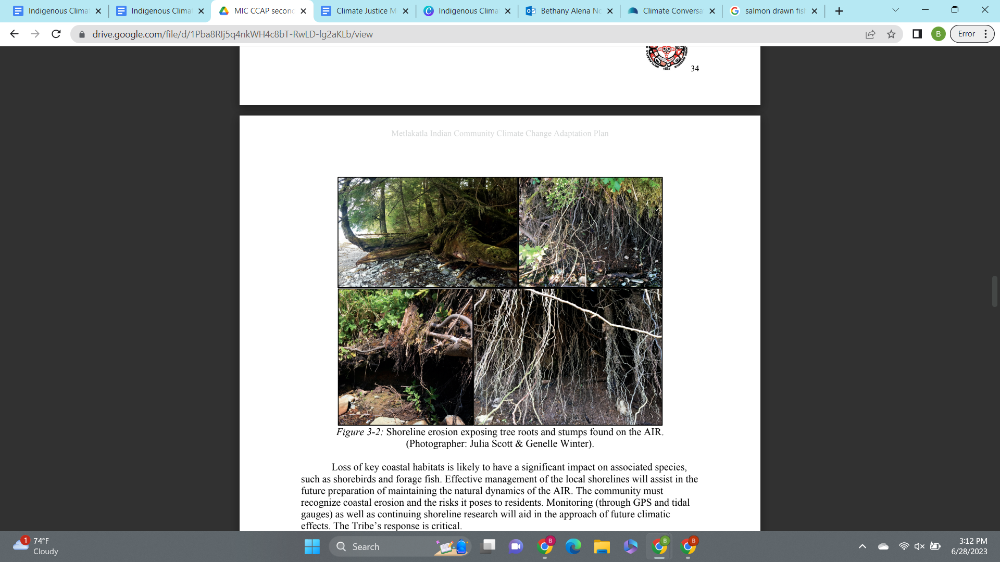 Indigenous Clima
Indigenous Clima
MIC CCAP second
Climate Justice M
Indigenous Clima
Bethany Alena No
Climate Conversa
salmon drawn fis
drive.google.com/file/d/1Pba8RIj5q4nkWH4c8bT-RwLD-lg2aKLb/view
B
Error
1887
34
Metlakatla Indian Community Climate Change Adaptation Plan
Figure 3-2: Shoreline erosion exposing tree roots and stumps found on the AIR.
(Photographer: Julia Scott & Genelle Winter).
Loss of key coastal habitats is likely to have a significant impact on associated species,
such as shorebirds and forage fish. Effective management of the local shorelines will assist in the
future preparation of maintaining the natural dynamics of the AIR. The community must
recognize coastal erosion and the risks it poses to residents. Monitoring (through GPS and tidal
gauges) as well as continuing shoreline research will aid in the approach of future climatic
effects. The Tribe’s response is critical.
1
74°F
Cloudy
Search
B
B
B
3:12 PM
6/28/2023